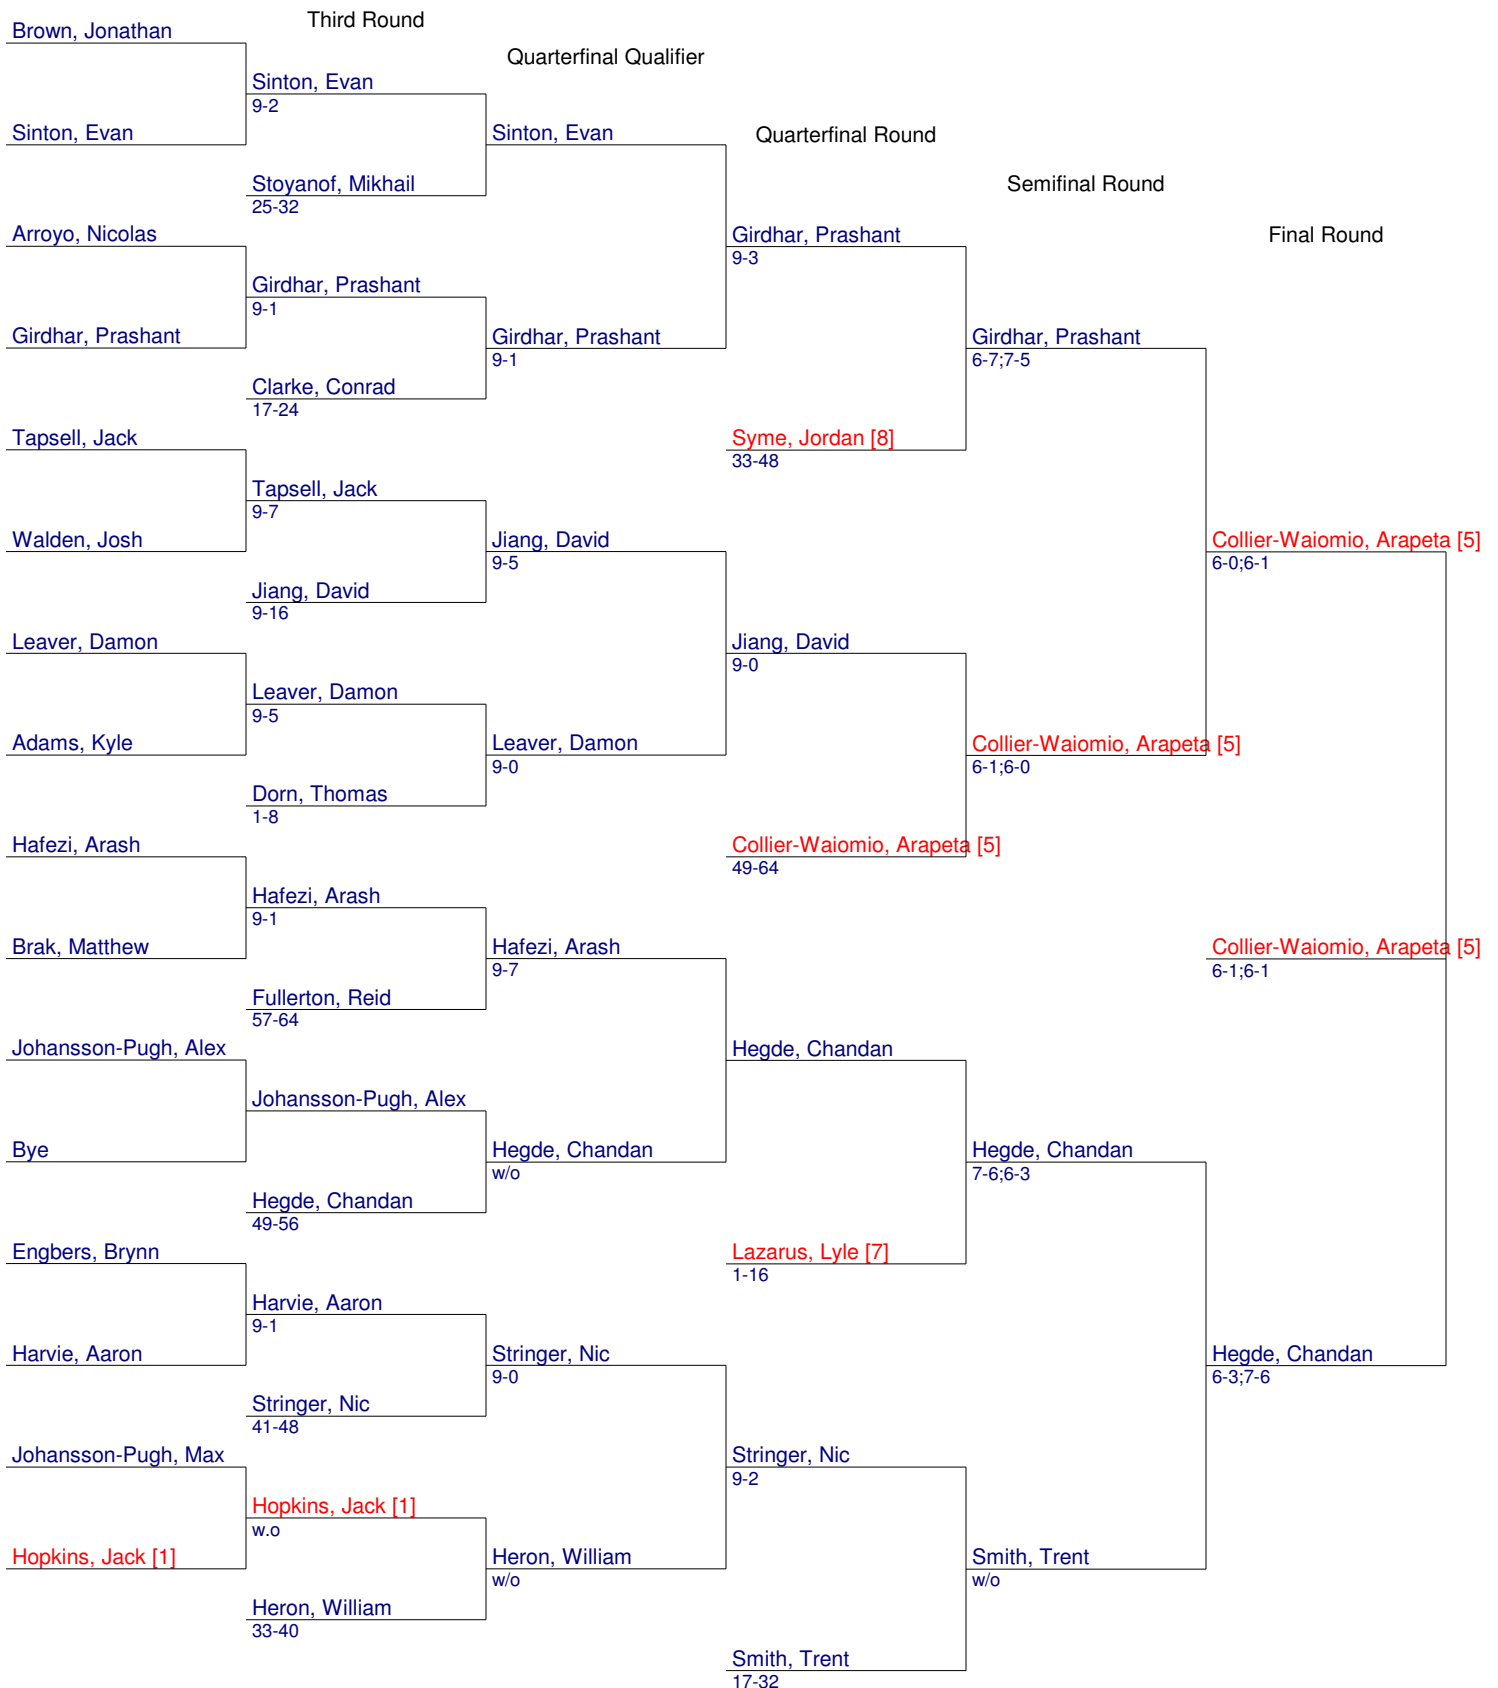 Third Round
Brown, Jonathan
Quarterfinal Qualifier
Sinton, Evan
9-2
Sinton, Evan
Sinton, Evan
Quarterfinal Round
Stoyanof, Mikhail
25-32
Semifinal Round
Arroyo, Nicolas
Girdhar, Prashant
9-3
Final Round
Girdhar, Prashant
9-1
Girdhar, Prashant
Girdhar, Prashant
9-1
Girdhar, Prashant
6-7;7-5
Clarke, Conrad
17-24
Tapsell, Jack
Syme, Jordan [8]
33-48
Tapsell, Jack
9-7
Walden, Josh
Jiang, David
9-5
Collier-Waiomio, Arapeta [5]
6-0;6-1
Jiang, David
9-16
Leaver, Damon
Jiang, David
9-0
Leaver, Damon
9-5
Adams, Kyle
Leaver, Damon
9-0
Collier-Waiomio, Arapeta [5]
6-1;6-0
Dorn, Thomas
1-8
Hafezi, Arash
Collier-Waiomio, Arapeta [5]
49-64
Hafezi, Arash
9-1
Brak, Matthew
Hafezi, Arash
9-7
Collier-Waiomio, Arapeta [5]
6-1;6-1
Fullerton, Reid
57-64
Johansson-Pugh, Alex
Hegde, Chandan
Johansson-Pugh, Alex
Bye
Hegde, Chandan
w/o
Hegde, Chandan
7-6;6-3
Hegde, Chandan
49-56
Engbers, Brynn
Lazarus, Lyle [7]
1-16
Harvie, Aaron
9-1
Harvie, Aaron
Stringer, Nic
9-0
Hegde, Chandan
6-3;7-6
Stringer, Nic
41-48
Johansson-Pugh, Max
Stringer, Nic
9-2
Hopkins, Jack [1]
w.o
Hopkins, Jack [1]
Heron, William
w/o
Smith, Trent
w/o
Heron, William
33-40
Smith, Trent
17-32